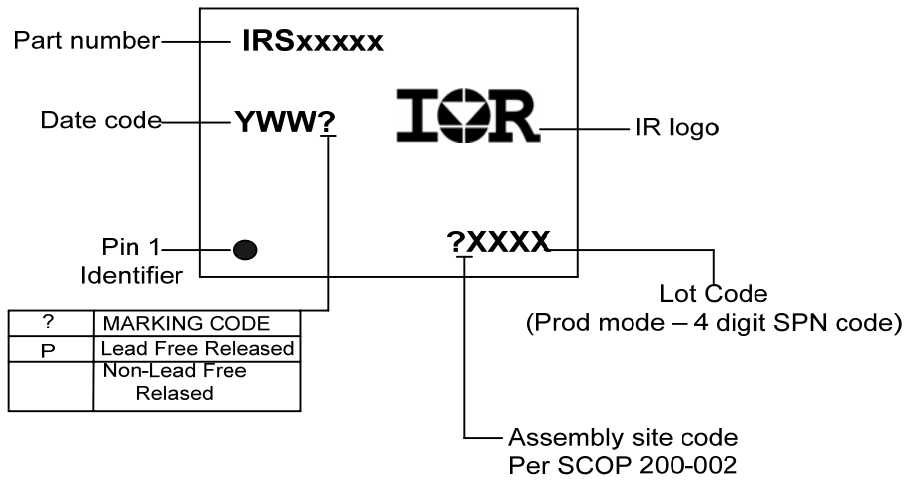 Part number
IRSxxxxx
Date code
YWW?
IOR
IR logo
Pin 1
Identifier
?XXXX
Lot Code
(Prod mode – 4 digit SPN code)
? MARKING CODE
P Lead Free Released
Non-Lead Free
Relased
Assembly site code
Per SCOP 200-002